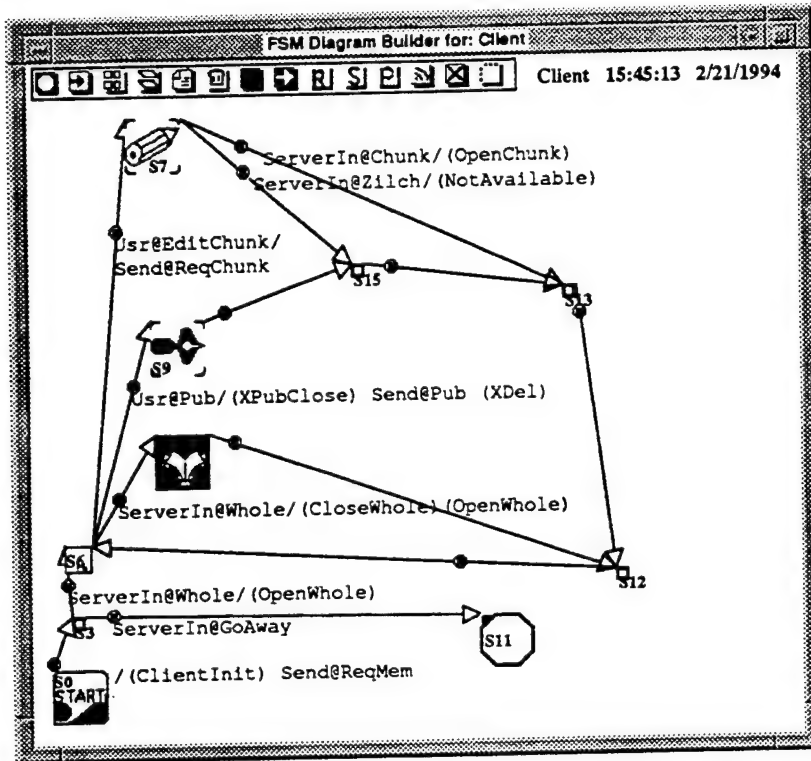 FSM Diagram Builder for: Client
R S P
Client 15:45:13 2/21/1994
S7
ServerIn@Chunk/(OpenChunk)
ServerIn@Zilch/(NotAvailable)
Usr@EditChunk/
Send@ReqChunk
S15
S13
S9
Usr@Pub/(XPubClose) Send@Pub (XDel)
ServerIn@Whole/(CloseWhole)(OpenWhole)
S6
S12
ServerIn@Whole/(OpenWhole)
S3
ServerIn@GoAway
S11
/(ClientInit) Send@ReqMem
S0
START